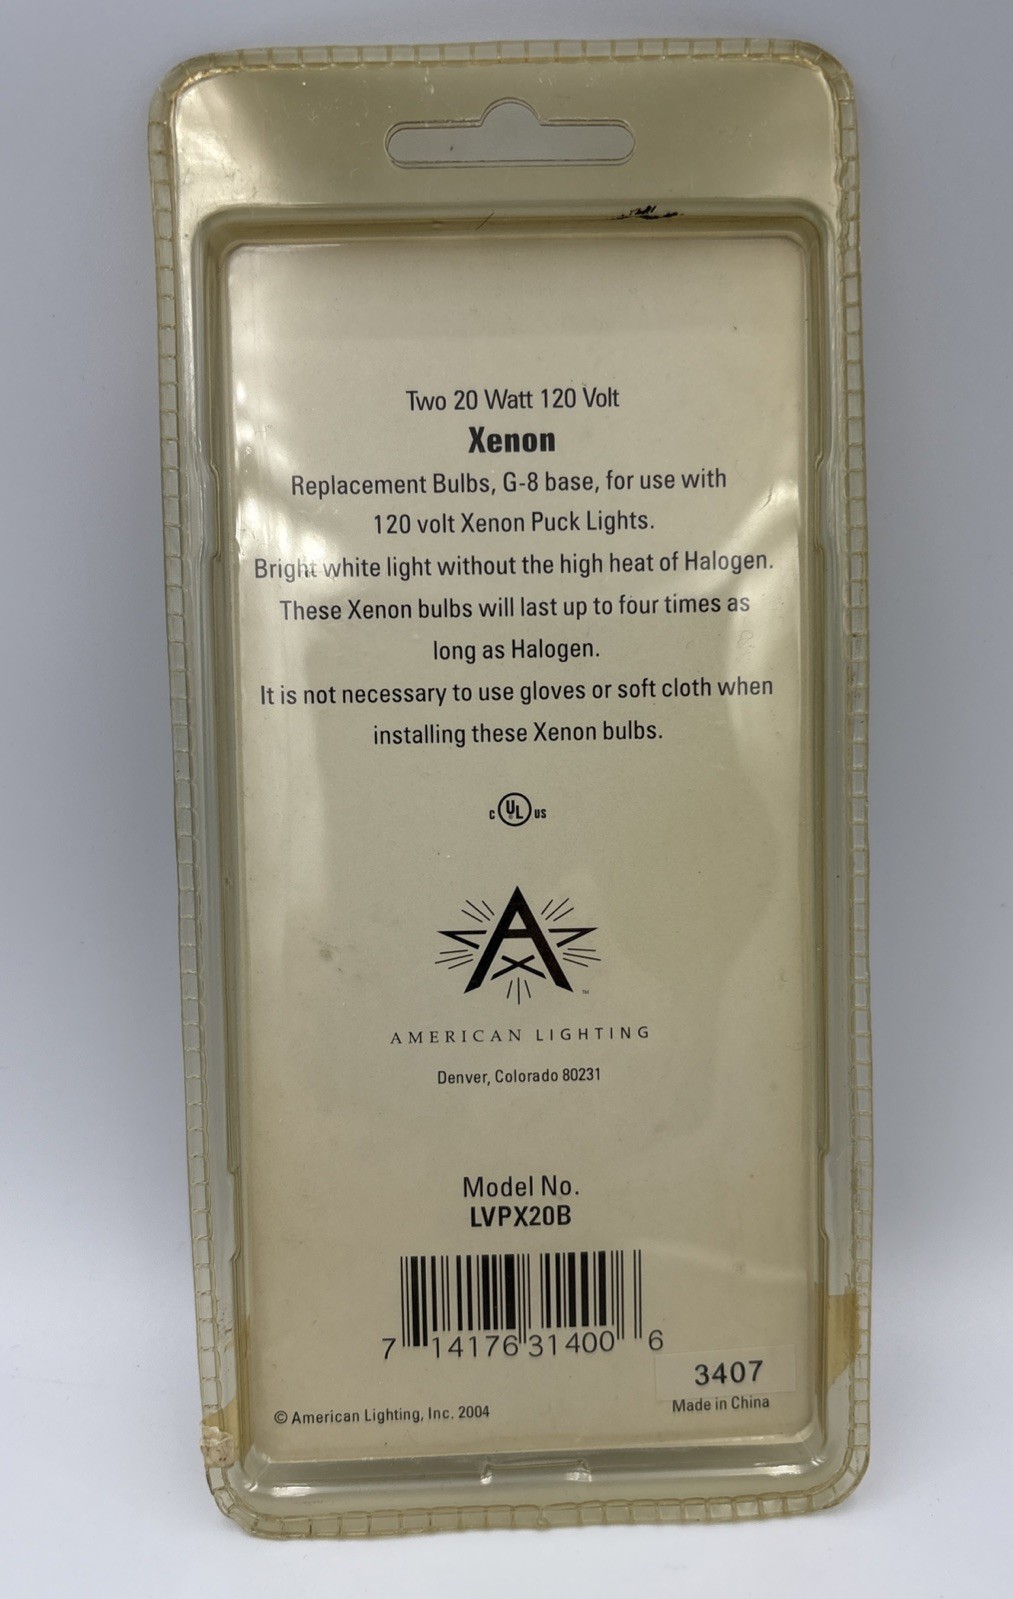 Two 20 Watt 120 Volt
Xenon
Replacement Bulbs, G-8 base, for use with
120 volt Xenon Puck Lights.
Bright white light without the high heat of Halogen.
These Xenon bulbs will last up to four times as
long as Halogen.
It is not necessary to use gloves or soft cloth when
installing these Xenon bulbs.
C UL US
A ™
AMERICAN LIGHTING
Denver, Colorado 80231
Model No.
LVPX20B
7 14176 31400 6
3407
Made in China
© American Lighting, Inc. 2004